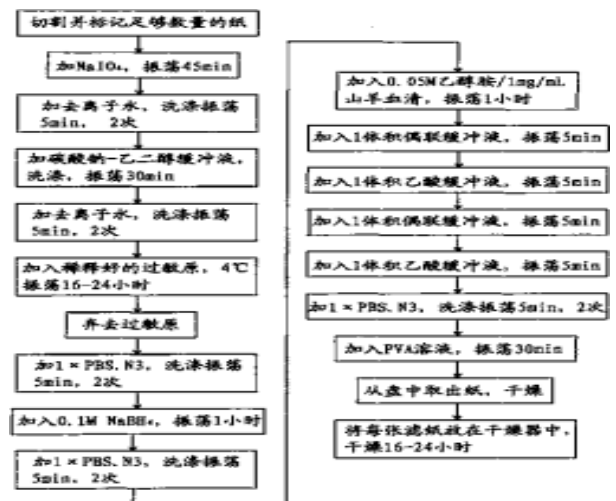 切割并标记足够数量的纸
加NaIO₄, 振荡45min
加去离子水, 洗涤振荡
5min, 2次
加碳酸钠-乙二醇缓冲液,
洗涤, 振荡30min
加去离子水, 洗涤振荡
5min, 2次
加入稀释好的过敏原, 4℃
振荡16-24小时
弃去过敏原
加1×PBS.N3, 洗涤振荡
5min, 2次
加入0.1M NaBH₄, 振荡1小时
加1×PBS.N3, 洗涤振荡
5min, 2次
加入0.05M乙醇胺/1mg/mL
山羊血清, 振荡1小时
加入1体积偶联缓冲液, 振荡5min
加入1体积乙酸缓冲液, 振荡5min
加入1体积偶联缓冲液, 振荡5min
加入1体积乙酸缓冲液, 振荡5min
加1×PBS.N3, 洗涤振荡5min, 2次
加入PVA溶液, 振荡30min
从盘中取出纸, 干燥
将每张滤纸放在干燥器中,
干燥16-24小时